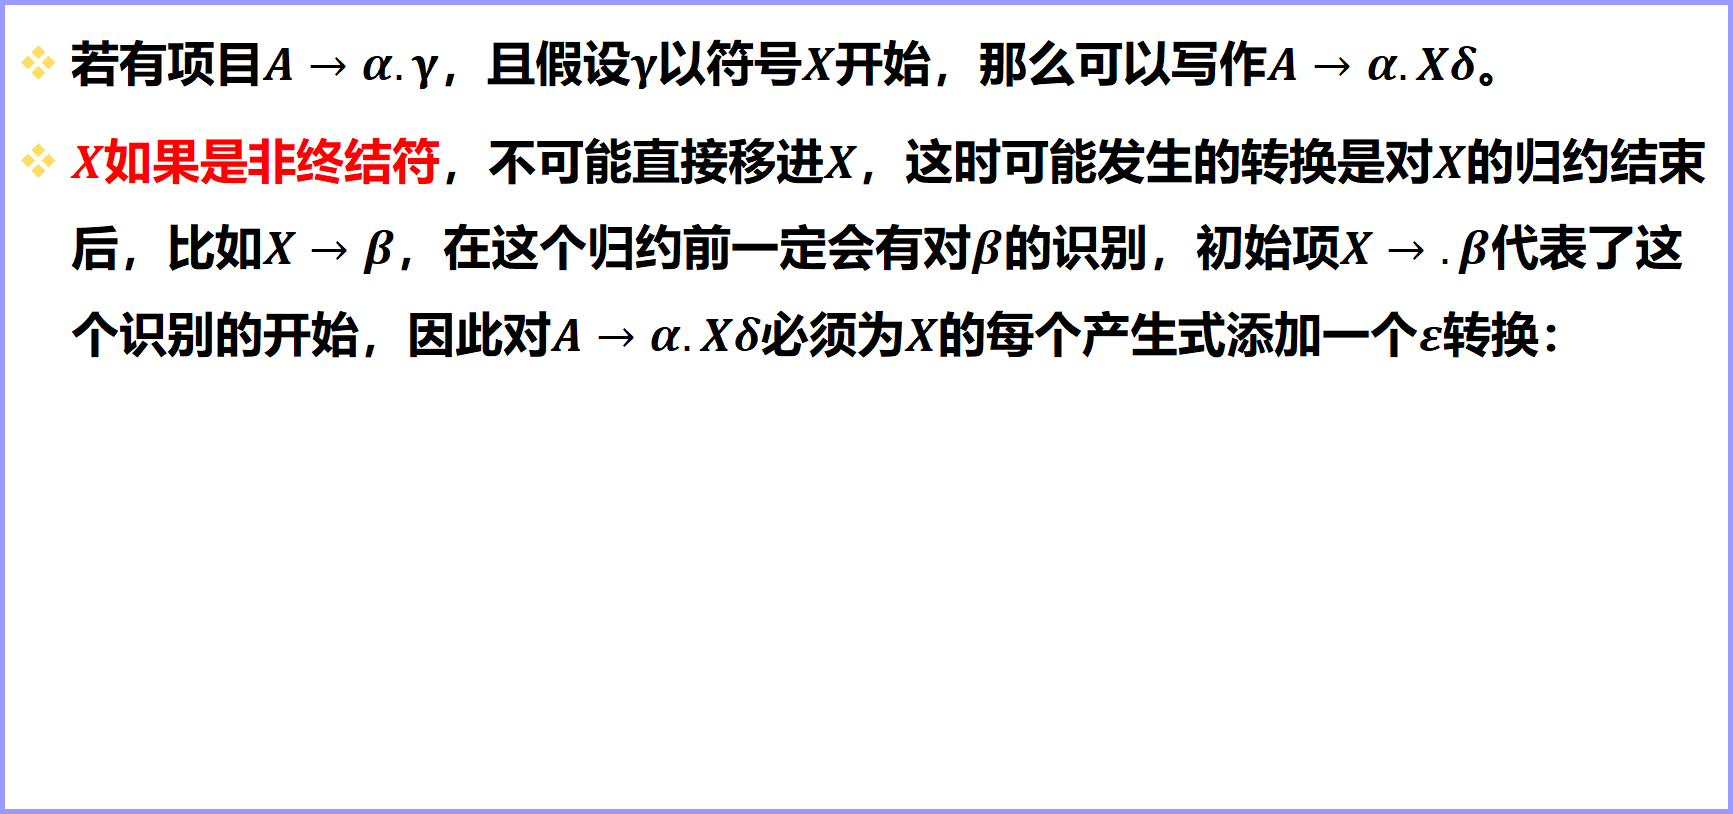 若有项目A → α.γ，且假设γ以符号X开始，那么可以写作A → α.Xδ。
X如果是非终结符，不可能直接移进X，这时可能发生的转换是对X的归约结束
后，比如X → β，在这个归约前一定会有对β的识别，初始项X → .β代表了这
个识别的开始，因此对A → α.Xδ必须为X的每个产生式添加一个ε转换：